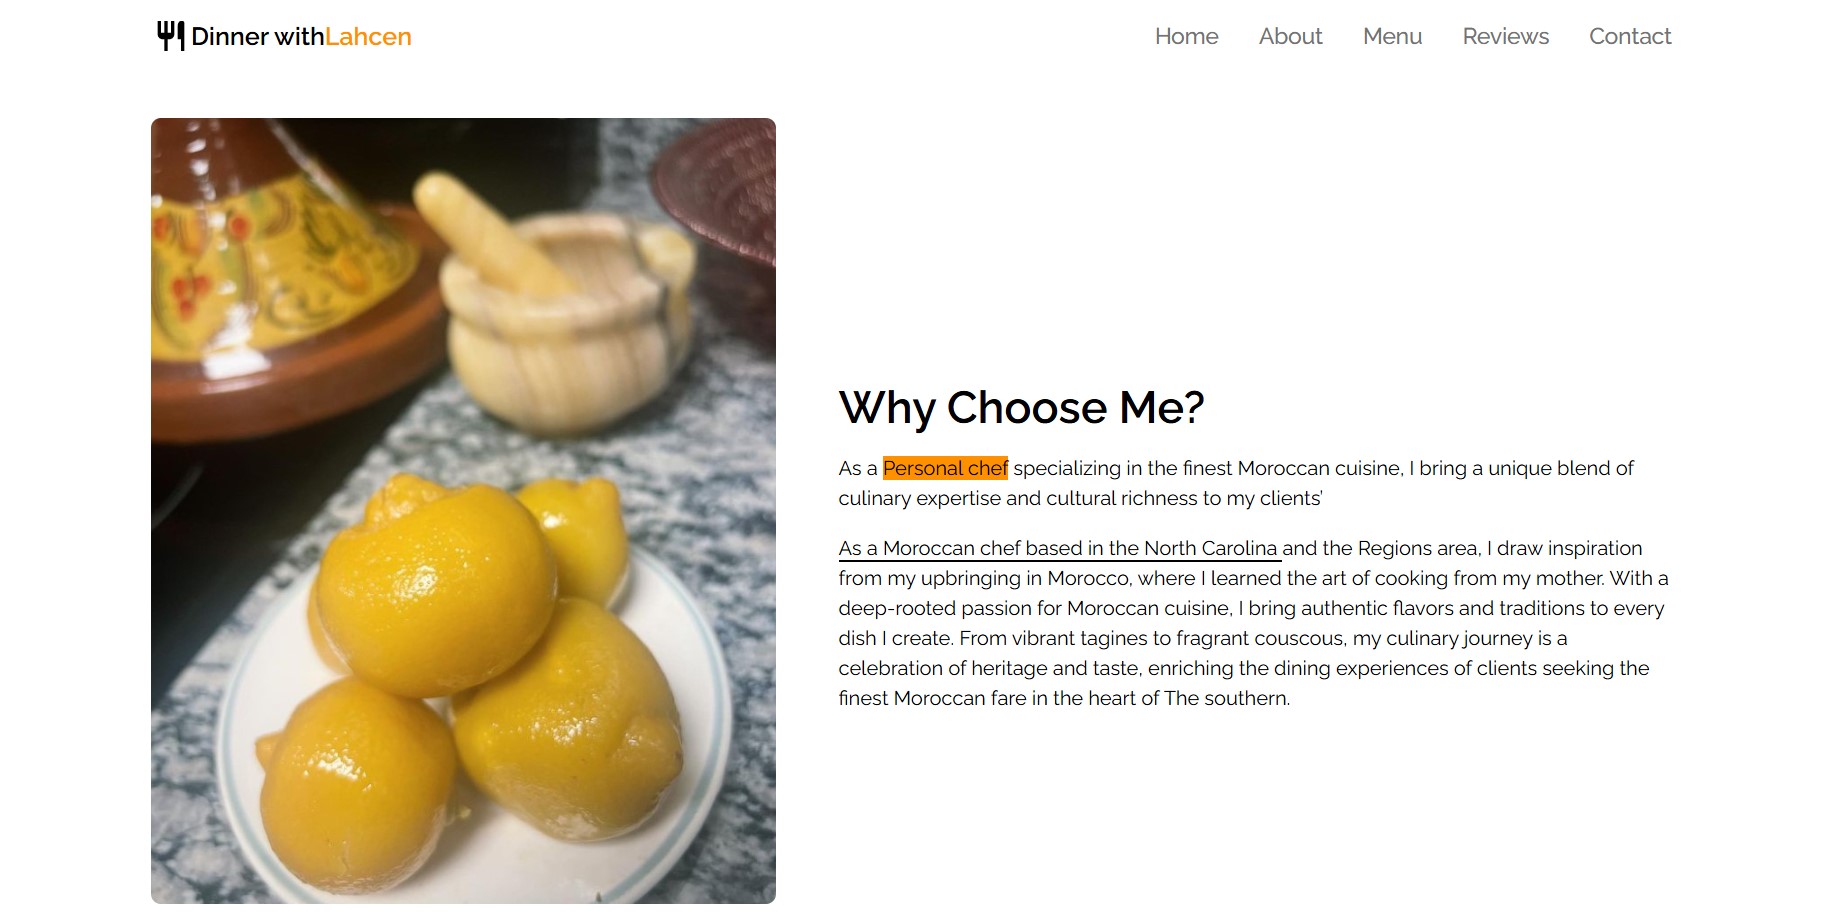 Dinner withLahcen
Home About Menu Reviews Contact
Why Choose Me?
As a Personal chef specializing in the finest Moroccan cuisine, I bring a unique blend of
culinary expertise and cultural richness to my clients’
As a Moroccan chef based in the North Carolina and the Regions area, I draw inspiration
from my upbringing in Morocco, where I learned the art of cooking from my mother. With a
deep-rooted passion for Moroccan cuisine, I bring authentic flavors and traditions to every
dish I create. From vibrant tagines to fragrant couscous, my culinary journey is a
celebration of heritage and taste, enriching the dining experiences of clients seeking the
finest Moroccan fare in the heart of The southern.